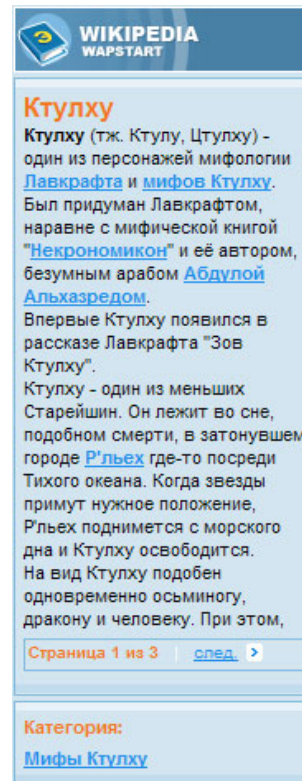 WIKIPEDIA
WAPSTART
Ктулху
Ктулху (тж. Ктулу, Цтулху) -
один из персонажей мифологии
Лавкрафта и мифов Ктулху.
Был придуман Лавкрафтом,
наравне с мифической книгой
"Некрономикон" и её автором,
безумным арабом Абдулой
Альхазредом.
Впервые Ктулху появился в
рассказе Лавкрафта "Зов
Ктулху".
Ктулху - один из меньших
Старейшин. Он лежит во сне,
подобном смерти, в затонувшем
городе Р'льех где-то посреди
Тихого океана. Когда звезды
примут нужное положение,
Р'льех поднимется с морского
дна и Ктулху освободится.
На вид Ктулху подобен
одновременно осьминогу,
дракону и человеку. При этом,
Страница 1 из 3 след.
Категория:
Мифы Ктулху